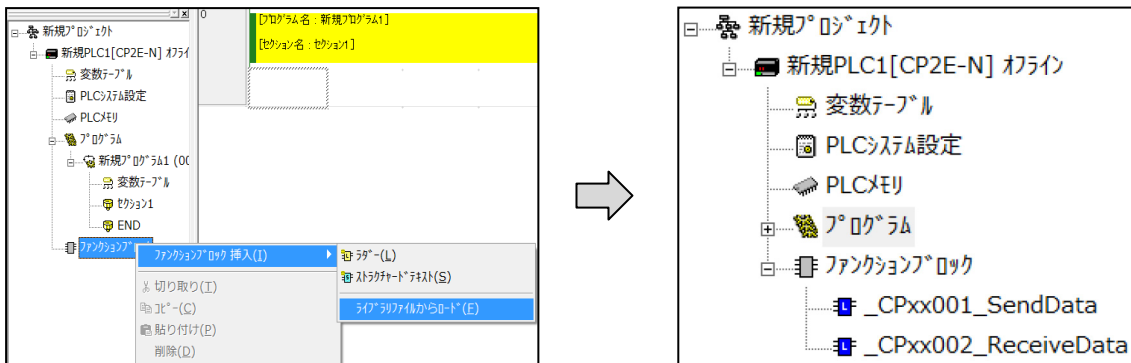 新規ﾌﾟﾛｼﾞｪｸﾄ
新規PLC1[CP2E-N] ｵﾌﾗｲ
変数ﾃｰﾌﾞﾙ
PLCｼｽﾃﾑ設定
PLCﾒﾓﾘ
ﾌﾟﾛｸﾞﾗﾑ
新規ﾌﾟﾛｸﾞﾗﾑ1 (00
変数ﾃｰﾌﾞﾙ
ｾｸｼｮﾝ1
END
ﾌｧﾝｸｼｮﾝﾌﾞﾛｯｸ
0
[ﾌﾟﾛｸﾞﾗﾑ名 : 新規ﾌﾟﾛｸﾞﾗﾑ1]
[ｾｸｼｮﾝ名 : ｾｸｼｮﾝ1]
ﾌｧﾝｸｼｮﾝﾌﾞﾛｯｸ 挿入(I)
切り取り(T)
ｺﾋﾟｰ(C)
貼り付け(P)
削除(D)
ﾗﾀﾞｰ(L)
ｽﾄﾗｸﾁｬｰﾄﾞﾃｷｽﾄ(S)
ﾗｲﾌﾞﾗﾘﾌｧｲﾙからﾛｰﾄﾞ(F)
新規ﾌﾟﾛｼﾞｪｸﾄ
新規PLC1[CP2E-N] ｵﾌﾗｲﾝ
変数ﾃｰﾌﾞﾙ
PLCｼｽﾃﾑ設定
PLCﾒﾓﾘ
ﾌﾟﾛｸﾞﾗﾑ
ﾌｧﾝｸｼｮﾝﾌﾞﾛｯｸ
_CPxx001_SendData
_CPxx002_ReceiveData